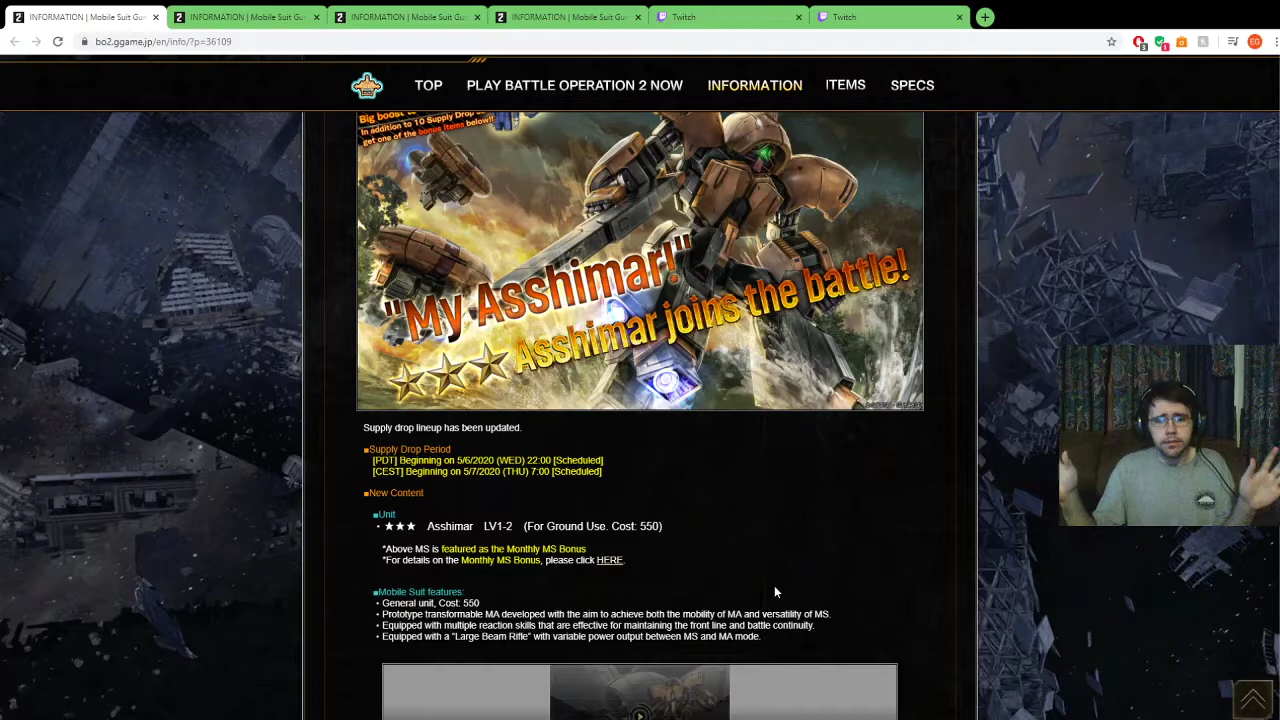 INFORMATION | Mobile Suit Gu
INFORMATION | Mobile Suit Gu
INFORMATION | Mobile Suit Gu
INFORMATION | Mobile Suit Gu
Twitch
Twitch
bo2.ggame.jp/en/info/?p=36109
EG
TOP
PLAY BATTLE OPERATION 2 NOW
INFORMATION
ITEMS
SPECS
Big boost
In addition to 10 Supply Drop
get one of the bonus items below!!
"My Asshimar!"
Asshimar joins the battle!
Supply drop lineup has been updated.
■Supply Drop Period
[PDT] Beginning on 5/6/2020 (WED) 22:00 [Scheduled]
[CEST] Beginning on 5/7/2020 (THU) 7:00 [Scheduled]
■New Content
■Unit
・★★★ Asshimar LV1-2 (For Ground Use. Cost: 550)
*Above MS is featured as the Monthly MS Bonus
*For details on the Monthly MS Bonus, please click HERE.
■Mobile Suit features:
・General unit, Cost: 550
・Prototype transformable MA developed with the aim to achieve both the mobility of MA and versatility of MS.
・Equipped with multiple reaction skills that are effective for maintaining the front line and battle continuity.
・Equipped with a "Large Beam Rifle" with variable power output between MS and MA mode.